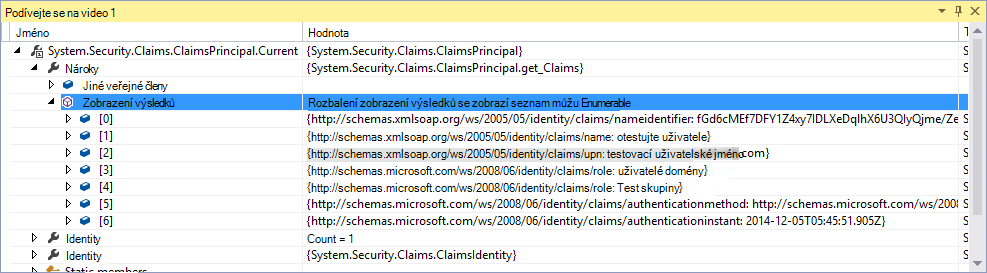 Podívejte se na video 1
Jméno Hodnota T
System.Security.Claims.ClaimsPrincipal.Current {System.Security.Claims.ClaimsPrincipal} S
Nároky {System.Security.Claims.ClaimsPrincipal.get_Claims} S
Jiné veřejné členy
Zobrazení výsledků Rozbalení zobrazení výsledků se zobrazí seznam můžu Enumerable
[0] {http://schemas.xmlsoap.org/ws/2005/05/identity/claims/nameidentifier: fGd6cMEf7DFY1Z4xy7IDLXeDqIhX6U3QIyQjme/Ze S
[1] {http://schemas.xmlsoap.org/ws/2005/05/identity/claims/name: otestujte uživatele} S
[2] {http://schemas.xmlsoap.org/ws/2005/05/identity/claims/upn: testovací uživatelské jméno.com} S
[3] {http://schemas.microsoft.com/ws/2008/06/identity/claims/role: uživatelé domény} S
[4] {http://schemas.microsoft.com/ws/2008/06/identity/claims/role: Test skupiny} S
[5] {http://schemas.microsoft.com/ws/2008/06/identity/claims/authenticationmethod: http://schemas.microsoft.com/ws/2008 S
[6] {http://schemas.microsoft.com/ws/2008/06/identity/claims/authenticationinstant: 2014-12-05T05:45:51.905Z} S
Identity Count = 1 S
Identity {System.Security.Claims.ClaimsIdentity} S
Static members S